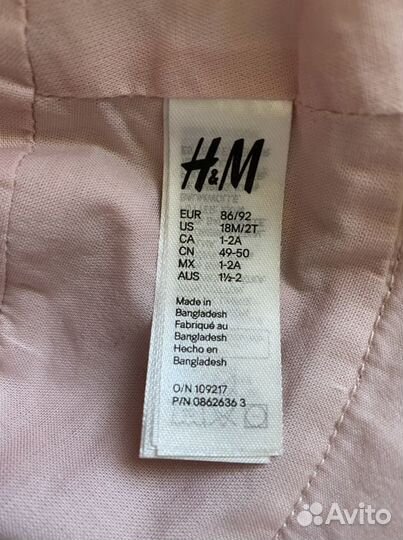 H&M
EUR 86/92
US 18M/2T
CA 1-2A
CN 49-50
MX 1-2A
AUS 1½-2
Made in
Bangladesh
Fabriqué au
Bangladesh
Hecho en
Bangladesh
O/N 109217
P/N 0862636 3
Avito